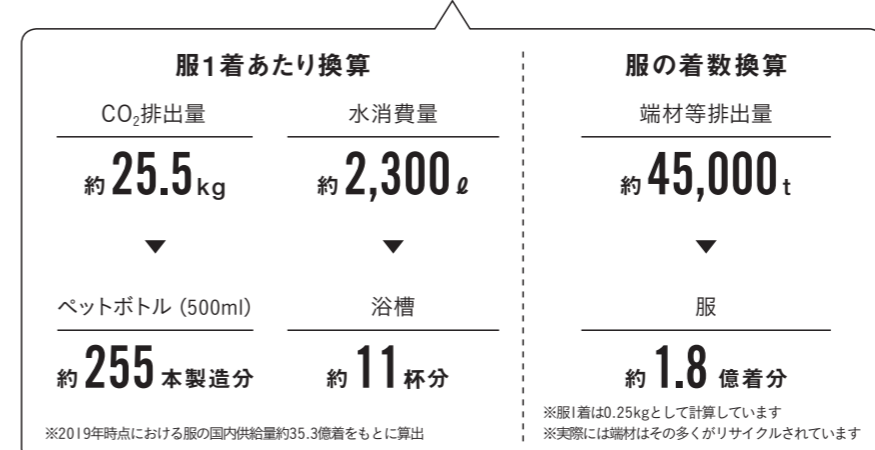 服1着あたり換算
CO₂排出量
約25.5kg
▼
ペットボトル (500ml)
約255本製造分
水消費量
約2,300ℓ
▼
浴槽
約11杯分
※2019年時点における服の国内供給量約35.3億着をもとに算出
服の着数換算
端材等排出量
約45,000t
▼
服
約1.8億着分
※服1着は0.25kgとして計算しています
※実際には端材はその多くがリサイクルされています